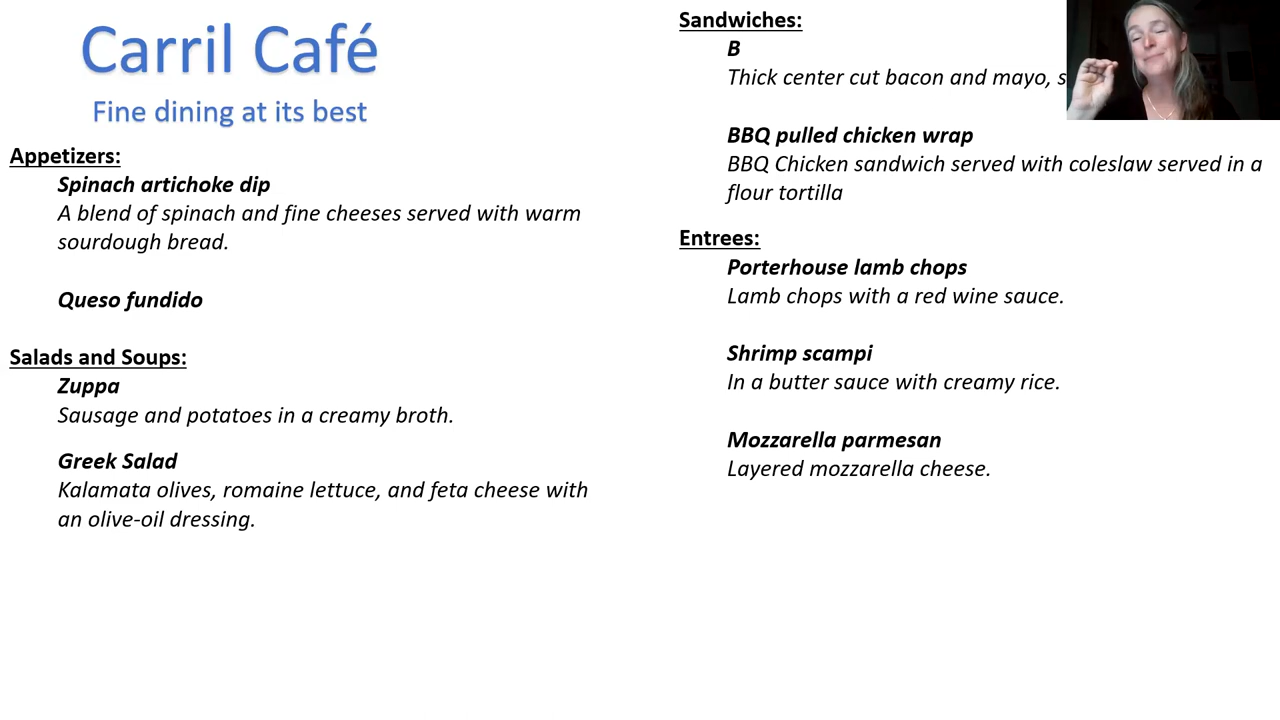 Carril Café
Fine dining at its best
Appetizers:
Spinach artichoke dip
A blend of spinach and fine cheeses served with warm
sourdough bread.
Queso fundido
Salads and Soups:
Zuppa
Sausage and potatoes in a creamy broth.
Greek Salad
Kalamata olives, romaine lettuce, and feta cheese with
an olive-oil dressing.
Sandwiches:
B
Thick center cut bacon and mayo,
BBQ pulled chicken wrap
BBQ Chicken sandwich served with coleslaw served in a
flour tortilla
Entrees:
Porterhouse lamb chops
Lamb chops with a red wine sauce.
Shrimp scampi
In a butter sauce with creamy rice.
Mozzarella parmesan
Layered mozzarella cheese.